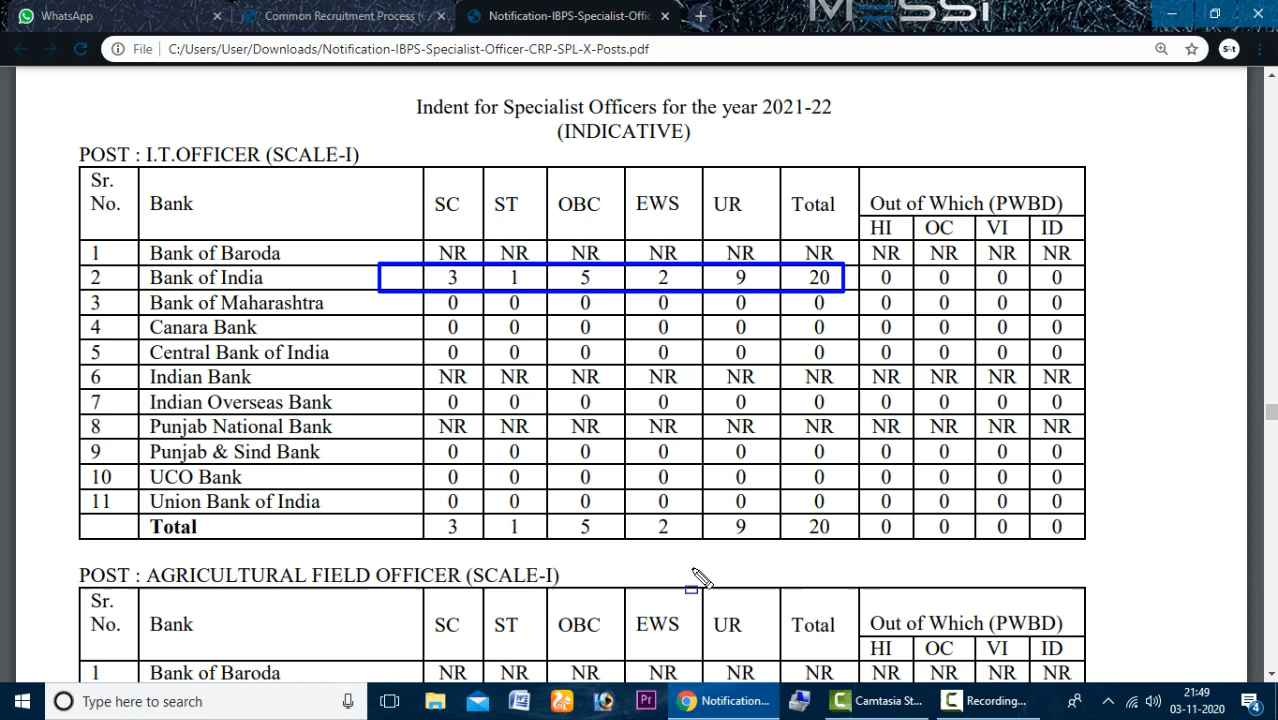 WhatsApp
Common Recruitment Process (
Notification-IBPS-Specialist-Offic
MESSI
File C:/Users/User/Downloads/Notification-IBPS-Specialist-Officer-CRP-SPL-X-Posts.pdf
Indent for Specialist Officers for the year 2021-22
(INDICATIVE)
POST : I.T.OFFICER (SCALE-I)
Sr. No. Bank SC ST OBC EWS UR Total Out of Which (PWBD)
HI OC VI ID
1 Bank of Baroda NR NR NR NR NR NR NR NR NR NR
2 Bank of India 3 1 5 2 9 20 0 0 0 0
3 Bank of Maharashtra 0 0 0 0 0 0 0 0 0 0
4 Canara Bank 0 0 0 0 0 0 0 0 0 0
5 Central Bank of India 0 0 0 0 0 0 0 0 0 0
6 Indian Bank NR NR NR NR NR NR NR NR NR NR
7 Indian Overseas Bank 0 0 0 0 0 0 0 0 0 0
8 Punjab National Bank NR NR NR NR NR NR NR NR NR NR
9 Punjab & Sind Bank 0 0 0 0 0 0 0 0 0 0
10 UCO Bank 0 0 0 0 0 0 0 0 0 0
11 Union Bank of India 0 0 0 0 0 0 0 0 0 0
Total 3 1 5 2 9 20 0 0 0 0
POST : AGRICULTURAL FIELD OFFICER (SCALE-I)
Sr. No. Bank SC ST OBC EWS UR Total Out of Which (PWBD)
HI OC VI ID
1 Bank of Baroda NR NR NR NR NR NR NR NR NR NR
Type here to search
Pr
Notification...
Camtasia St...
Recording...
21:49
03-11-2020
4